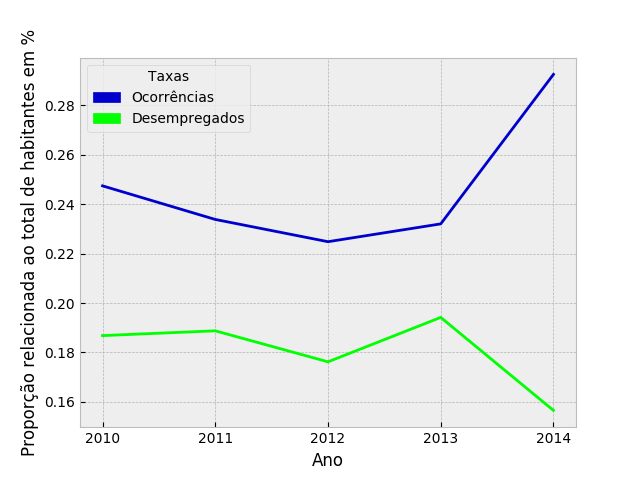 Proporção relacionada ao total de habitantes em %
Taxas
Ocorrências
Desempregados
0.28
0.26
0.24
0.22
0.20
0.18
0.16
2010 2011 2012 2013 2014
Ano